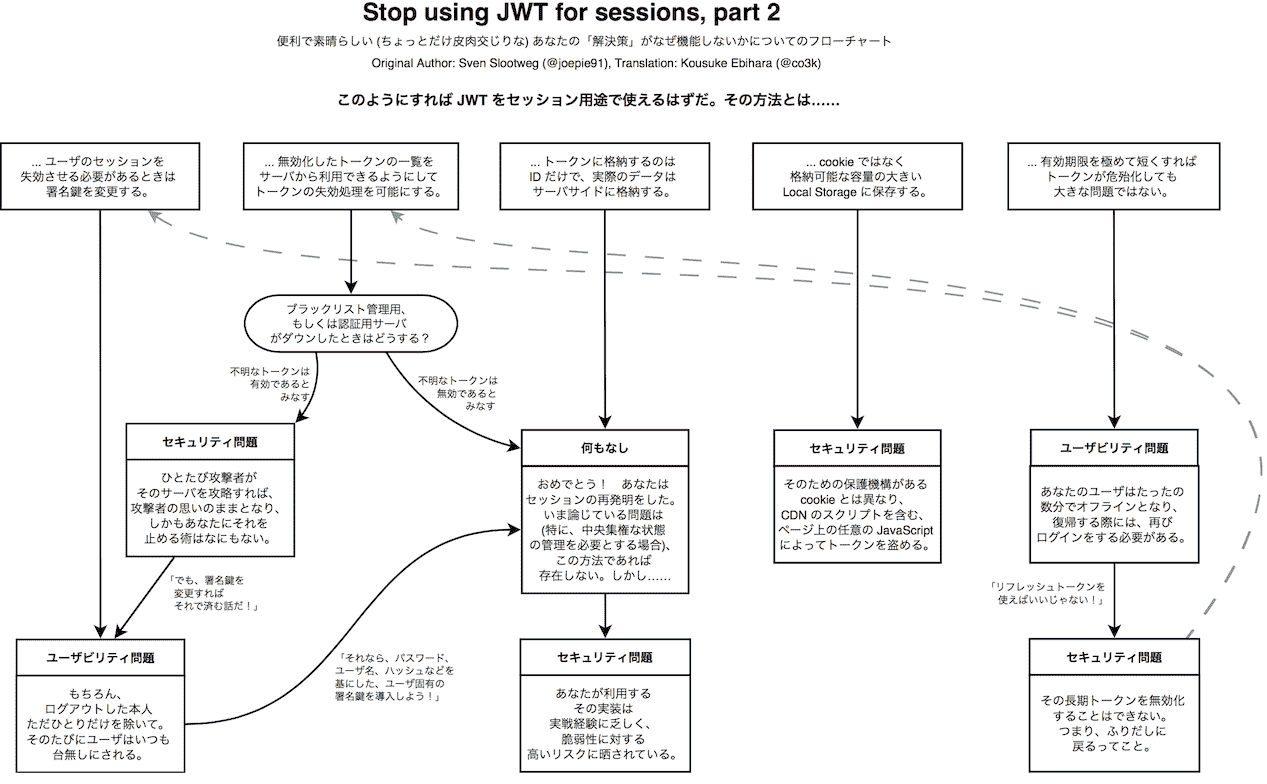 Stop using JWT for sessions, part 2
便利で素晴らしい (ちょっとだけ皮肉交じりな) あなたの「解決策」がなぜ機能しないかについてのフローチャート
Original Author: Sven Slootweg (@joepie91), Translation: Kousuke Ebihara (@co3k)
このようにすれば JWT をセッション用途で使えるはずだ。その方法とは……
... ユーザのセッションを
失効させる必要があるときは
署名鍵を変更する。
... 無効化したトークンの一覧を
サーバから利用できるようにして
トークンの失効処理を可能にする。
... トークンに格納するのは
ID だけで、実際のデータは
サーバサイドに格納する。
... cookie ではなく
格納可能な容量の大きい
Local Storage に保存する。
... 有効期限を極めて短くすれば
トークンが危殆化しても
大きな問題ではない。
ブラックリスト管理用、
もしくは認証用サーバ
がダウンしたときはどうする？
不明なトークンは
有効であると
みなす
不明なトークンは
無効であると
みなす
セキュリティ問題
ひとたび攻撃者が
そのサーバを攻略すれば、
攻撃者の思いのままとなり、
しかもあなたにそれを
止める術はなにもない。
何もなし
おめでとう！　あなたは
セッションの再発明をした。
いま論じている問題は
(特に、中央集権な状態
の管理を必要とする場合)、
この方法であれば
存在しない。しかし……
セキュリティ問題
そのための保護機構がある
cookie とは異なり、
CDN のスクリプトを含む、
ページ上の任意の JavaScript
によってトークンを盗める。
ユーザビリティ問題
あなたのユーザはたったの
数分でオフラインとなり、
復帰する際には、再び
ログインをする必要がある。
「でも、署名鍵を
変更すれば
それで済む話だ！」
「リフレッシュトークンを
使えばいいじゃない！」
ユーザビリティ問題
もちろん、
ログアウトした本人
ただひとりだけを除いて。
そのたびにユーザはいつも
台無しにされる。
「それなら、パスワード、
ユーザ名、ハッシュなどを
基にした、ユーザ固有の
署名鍵を導入しよう！」
セキュリティ問題
あなたが利用する
その実装は
実戦経験に乏しく、
脆弱性に対する
高いリスクに晒されている。
セキュリティ問題
その長期トークンを無効化
することはできない。
つまり、ふりだしに
戻るってこと。